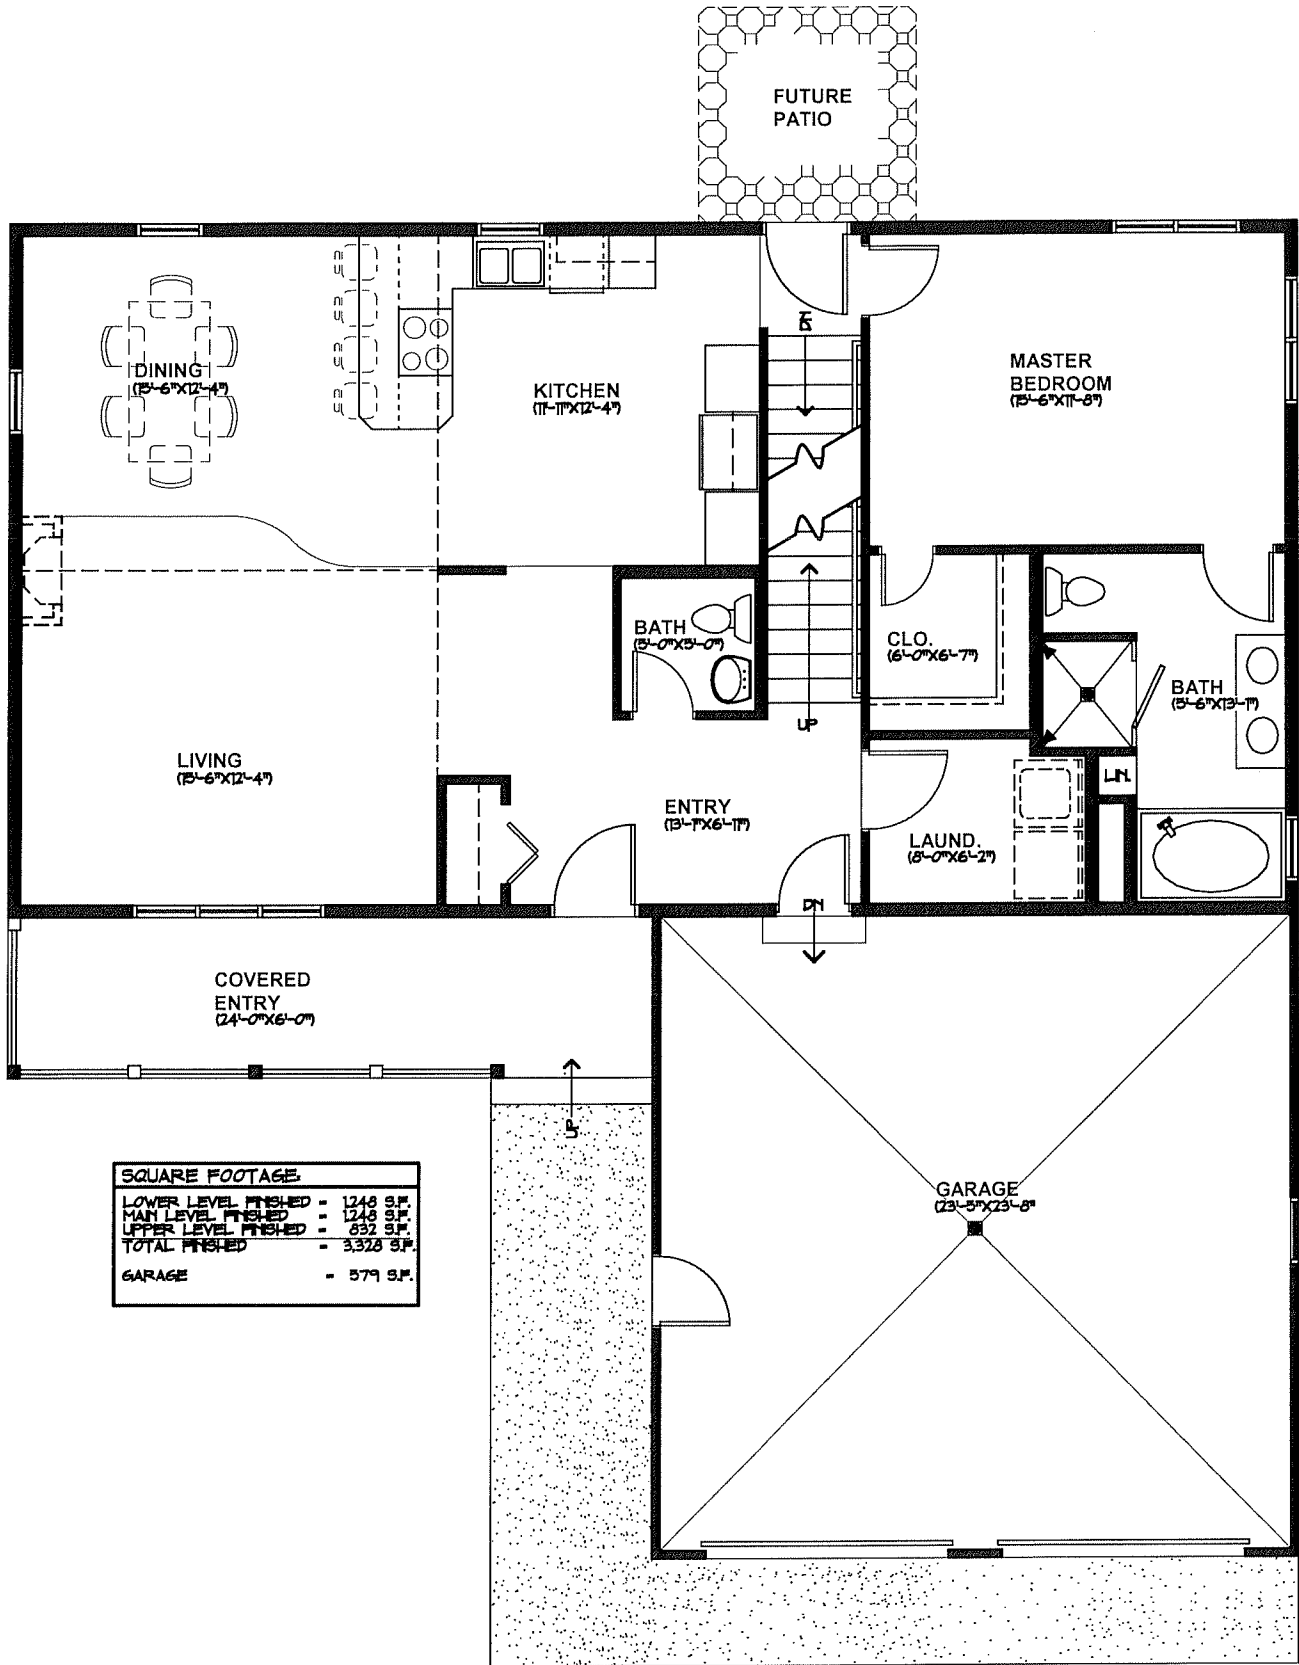 FUTURE
PATIO
DN
DINING
(15'-6"X12'-4")
KITCHEN
(11'-11"X12'-4")
MASTER
BEDROOM
(15'-6"X11'-8")
BATH
(5'-0"X5'-0")
CLO.
(6'-0"X6'-7")
BATH
(5'-6"X13'-1")
UP
LIVING
(15'-6"X12'-4")
LIN.
ENTRY
(13'-1"X6'-11")
LAUND.
(8'-0"X6'-2")
DN
COVERED
ENTRY
(24'-0"X6'-0")
UP
SQUARE FOOTAGE:
LOWER LEVEL FINISHED = 1,248 S.F.
MAIN LEVEL FINISHED = 1,248 S.F.
UPPER LEVEL FINISHED = 832 S.F.
TOTAL FINISHED = 3,328 S.F.
GARAGE = 579 S.F.
GARAGE
(23'-5"X23'-8"